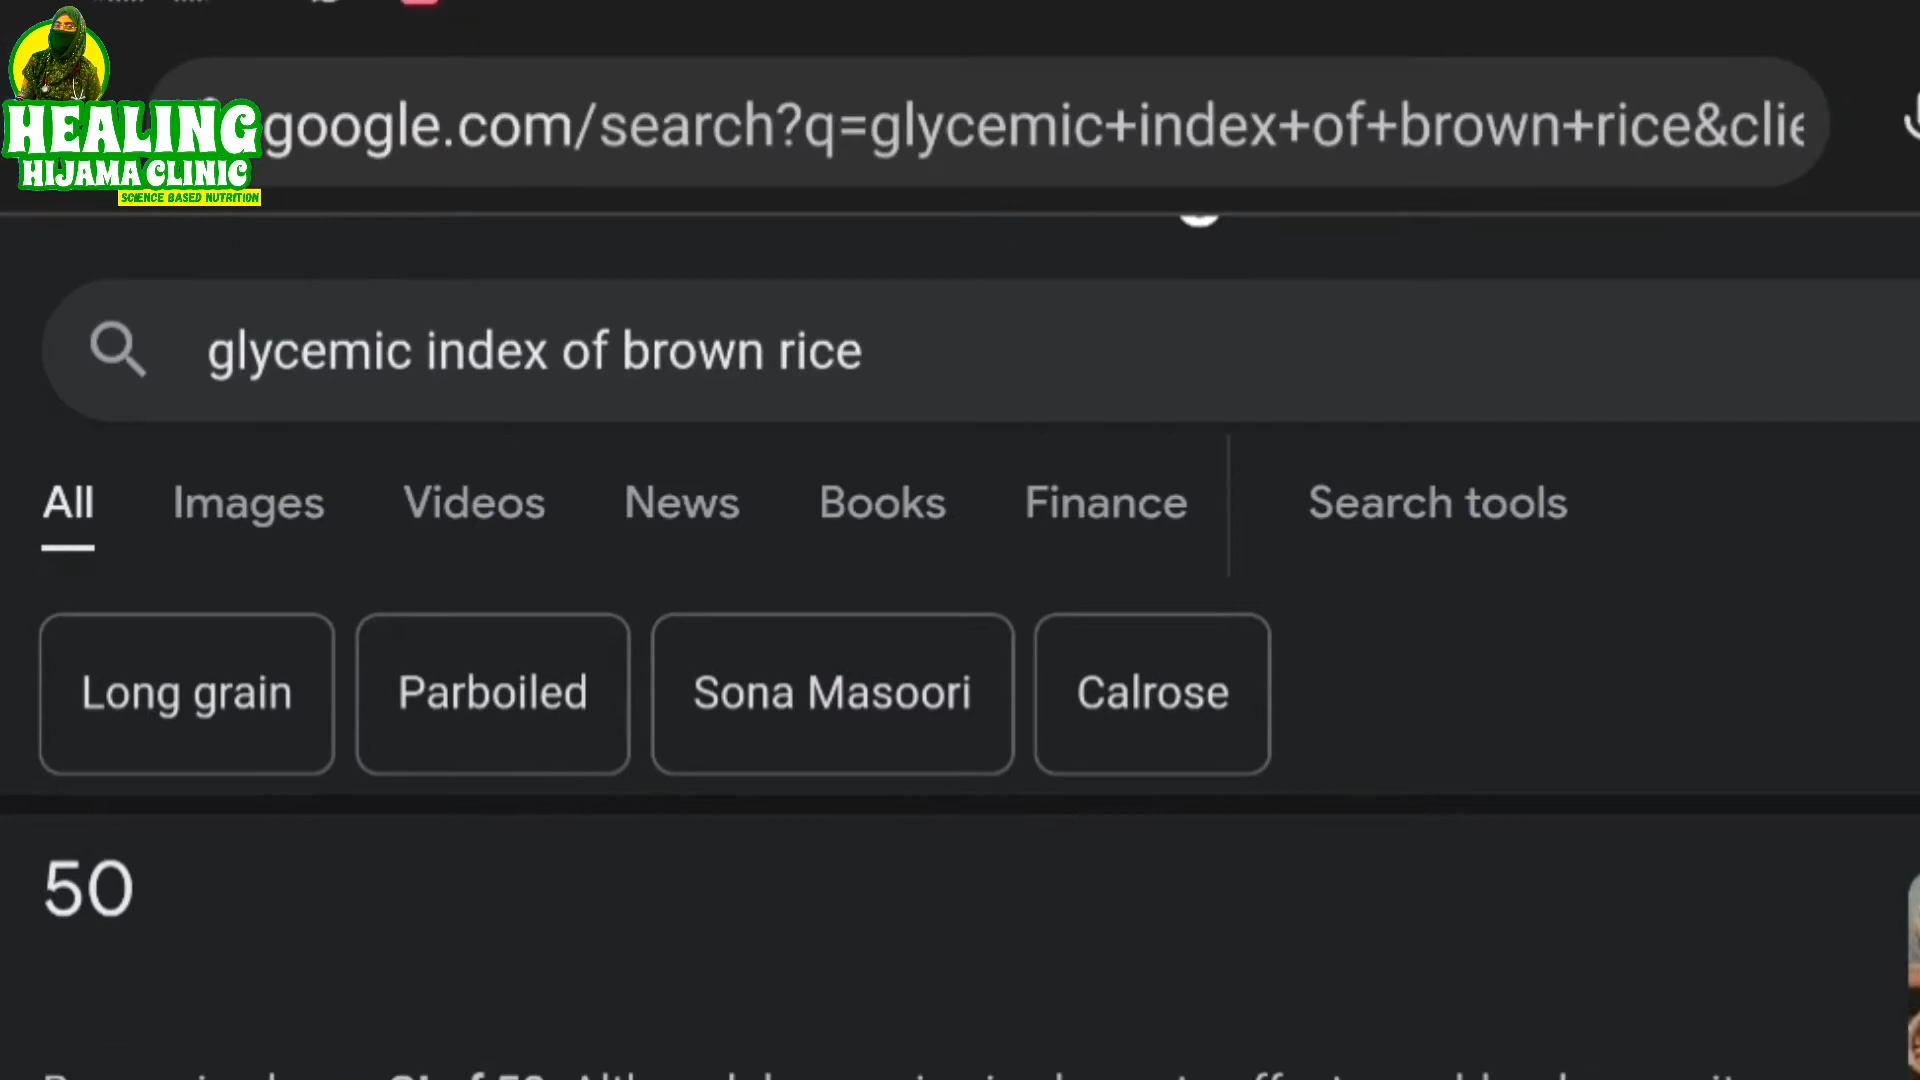 HEALING
HIJAMA CLINIC
SCIENCE BASED NUTRITION
google.com/search?q=glycemic+index+of+brown+rice&clie
glycemic index of brown rice
All Images Videos News Books Finance Search tools
Long grain Parboiled Sona Masoori Calrose
50